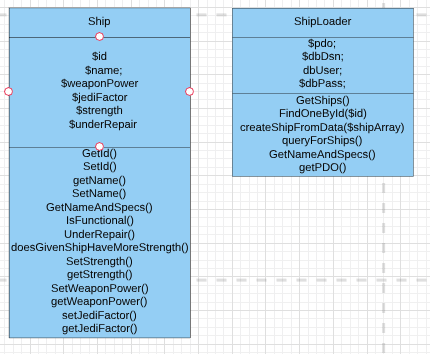 Ship
$id
$name;
$weaponPower
$jediFactor
$strength
$underRepair
GetId()
SetId()
getName()
SetName()
GetNameAndSpecs()
IsFunctional()
UnderRepair()
doesGivenShipHaveMoreStrength()
SetStrength()
getStrength()
SetWeaponPower()
getWeaponPower()
setJediFactor()
getJediFactor()
ShipLoader
$pdo;
$dbDsn;
dbUser;
$dbPass;
GetShips()
FindOneById($id)
createShipFromData($shipArray)
queryForShips()
GetNameAndSpecs()
getPDO()